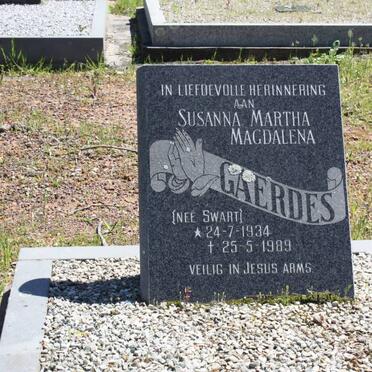 IN LIEFDEVOLLE HERINNERING
AAN
SUSANNA MARTHA
MAGDALENA
GAERDES
(NEÉ SWART)
★ 24-7-1934
✝ 25-5-1989
VEILIG IN JESUS ARMS